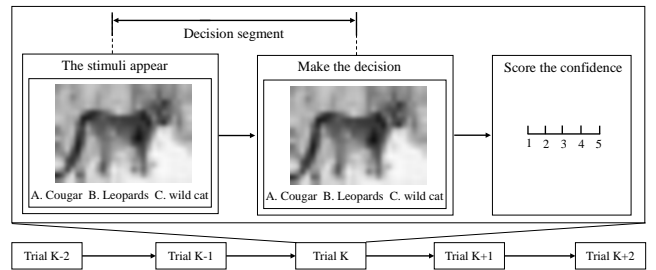 Decision segment
The stimuli appear
A. Cougar B. Leopards C. wild cat
Make the decision
A. Cougar B. Leopards C. wild cat
Score the confidence
1 2 3 4 5
Trial K-2
Trial K-1
Trial K
Trial K+1
Trial K+2